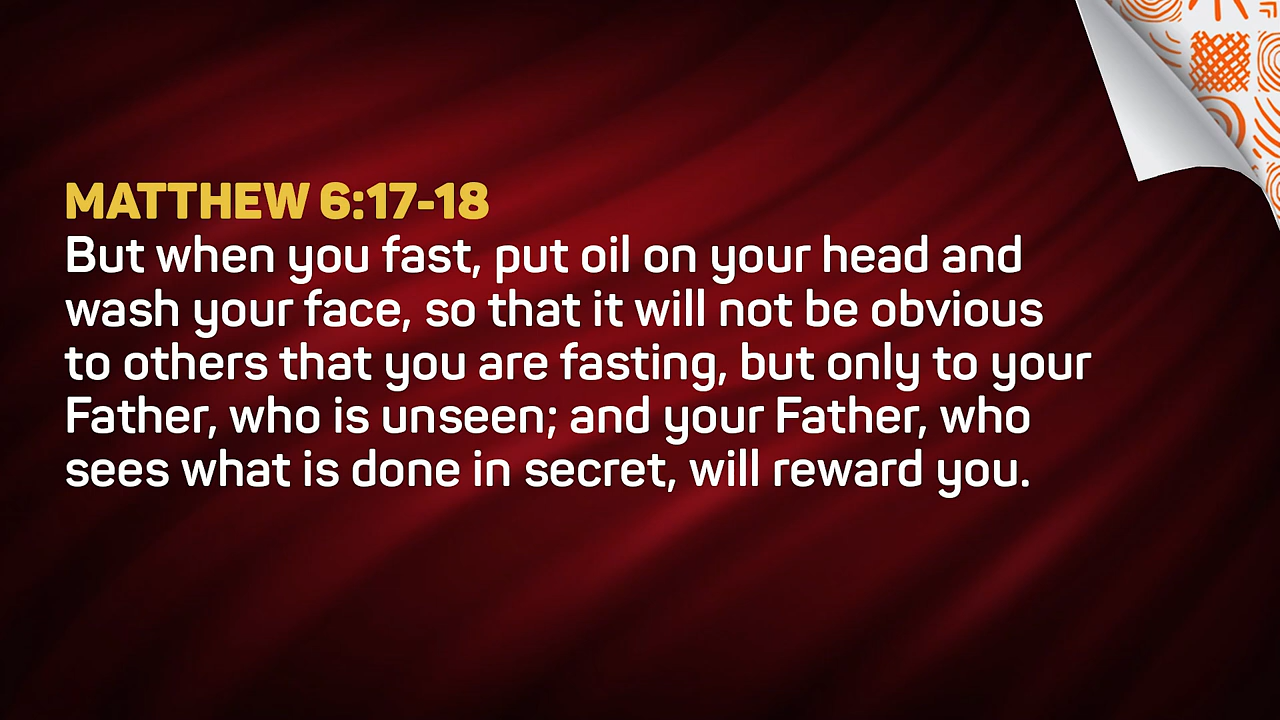 MATTHEW 6:17-18
But when you fast, put oil on your head and
wash your face, so that it will not be obvious
to others that you are fasting, but only to your
Father, who is unseen; and your Father, who
sees what is done in secret, will reward you.